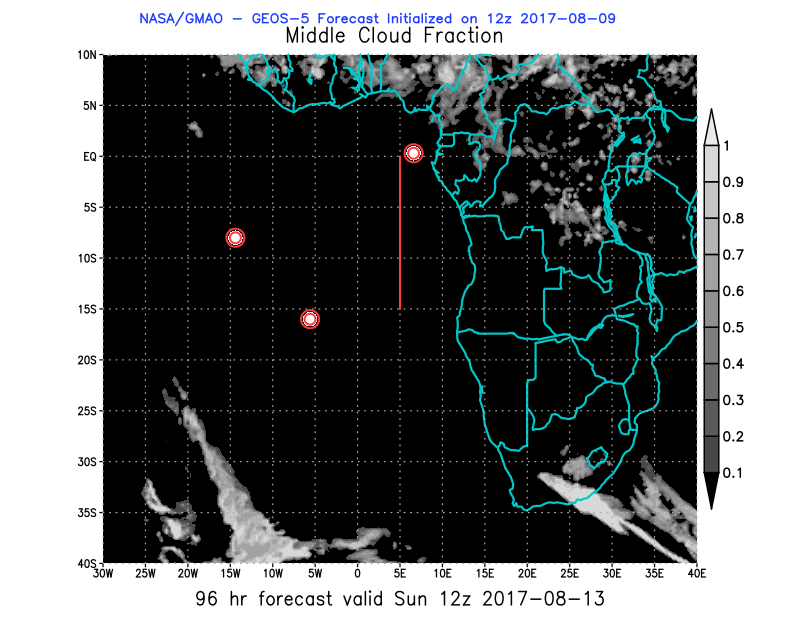 NASA/GMAO - GEOS-5 Forecast Initialized on 12z 2017-08-09
Middle Cloud Fraction
10N
5N
EQ
5S
10S
15S
20S
25S
30S
35S
40S
30W 25W 20W 15W 10W 5W 0 5E 10E 15E 20E 25E 30E 35E 40E
1
0.9
0.8
0.7
0.6
0.5
0.4
0.3
0.2
0.1
96 hr forecast valid Sun 12z 2017-08-13